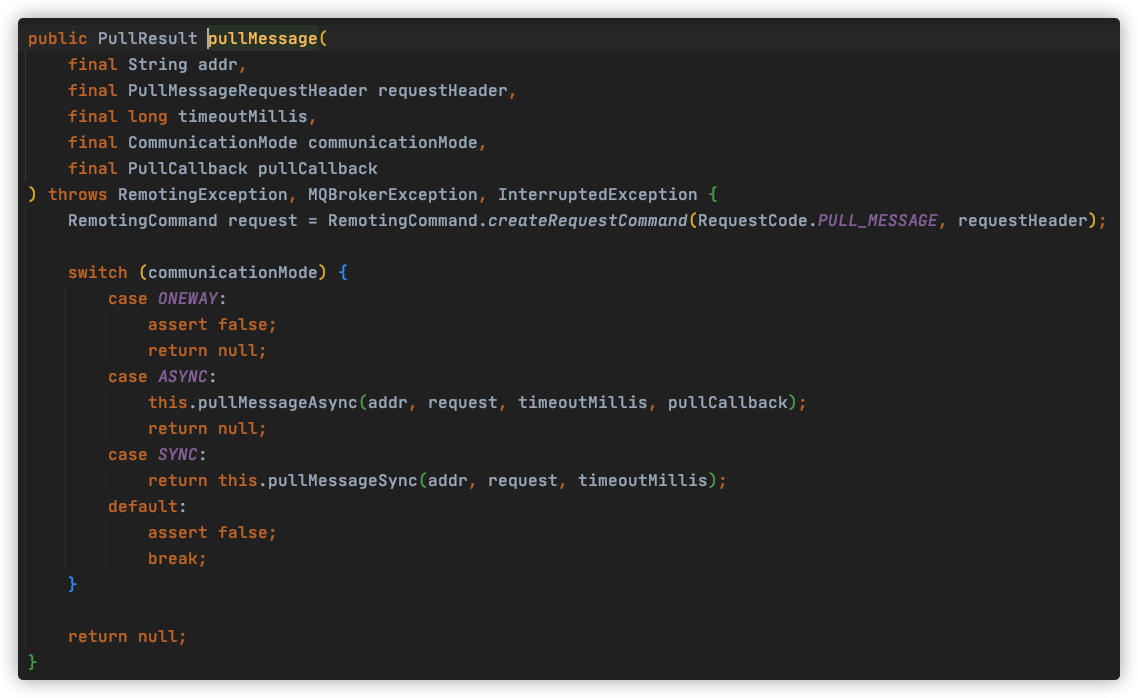 public PullResult pullMessage(
    final String addr,
    final PullMessageRequestHeader requestHeader,
    final long timeoutMillis,
    final CommunicationMode communicationMode,
    final PullCallback pullCallback
) throws RemotingException, MQBrokerException, InterruptedException {
    RemotingCommand request = RemotingCommand.createRequestCommand(RequestCode.PULL_MESSAGE, requestHeader);

    switch (communicationMode) {
        case ONEWAY:
            assert false;
            return null;
        case ASYNC:
            this.pullMessageAsync(addr, request, timeoutMillis, pullCallback);
            return null;
        case SYNC:
            return this.pullMessageSync(addr, request, timeoutMillis);
        default:
            assert false;
            break;
    }

    return null;
}